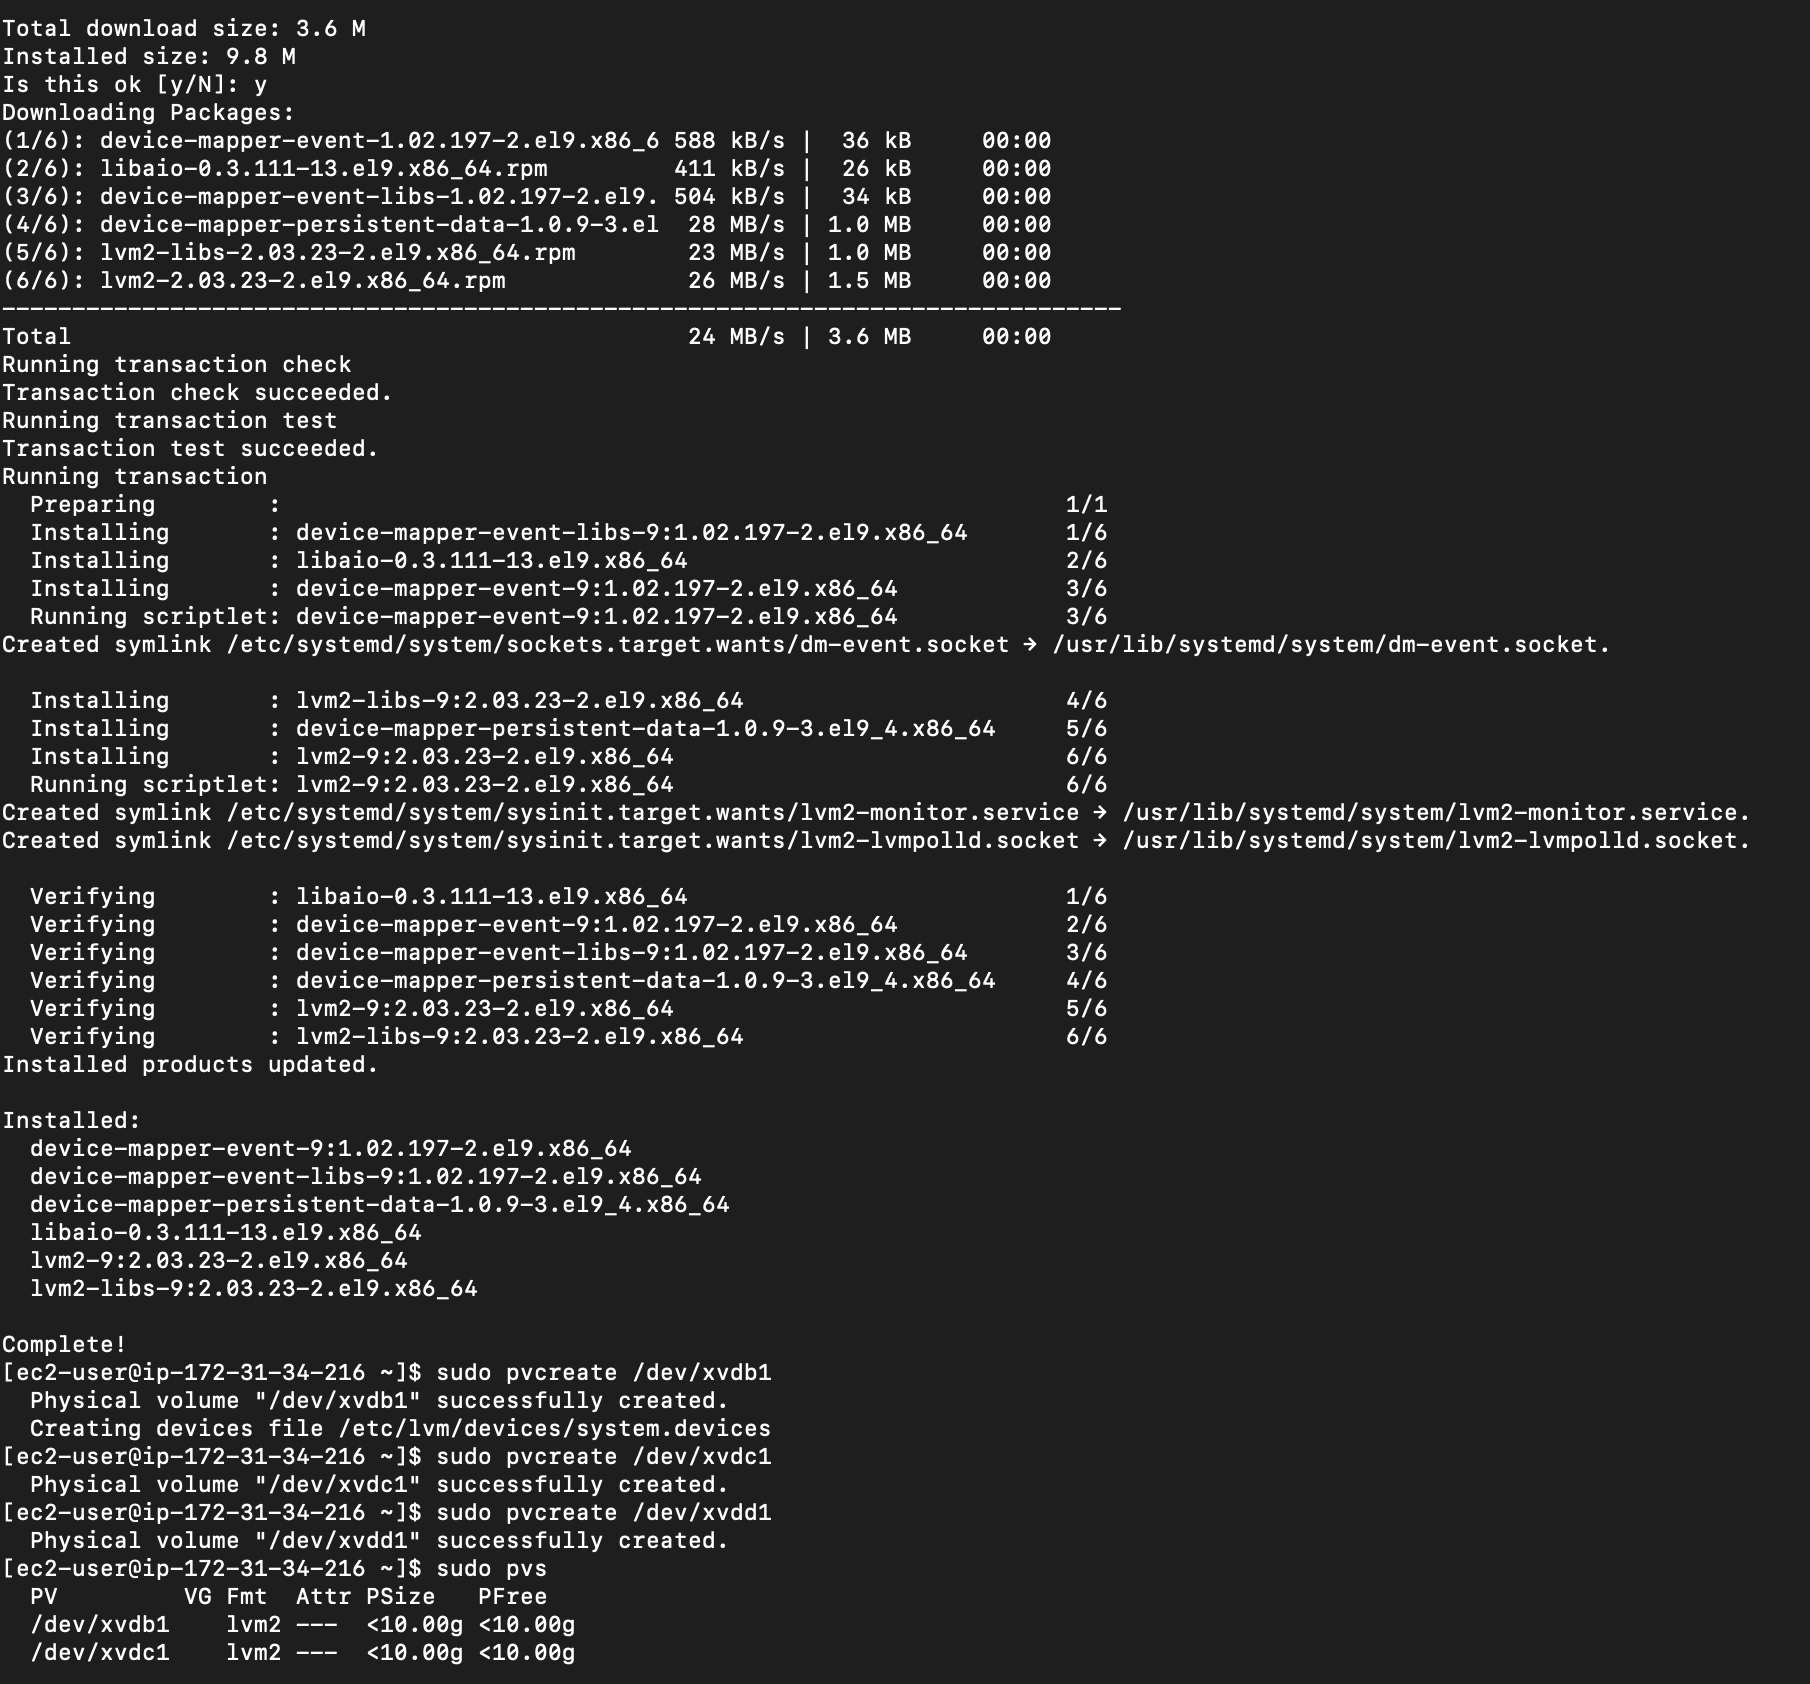 Total download size: 3.6 M
Installed size: 9.8 M
Is this ok [y/N]: y
Downloading Packages:
(1/6): device-mapper-event-1.02.197-2.el9.x86_6 588 kB/s |  36 kB     00:00
(2/6): libaio-0.3.111-13.el9.x86_64.rpm         411 kB/s |  26 kB     00:00
(3/6): device-mapper-event-libs-1.02.197-2.el9. 504 kB/s |  34 kB     00:00
(4/6): device-mapper-persistent-data-1.0.9-3.el  28 MB/s | 1.0 MB     00:00
(5/6): lvm2-libs-2.03.23-2.el9.x86_64.rpm        23 MB/s | 1.0 MB     00:00
(6/6): lvm2-2.03.23-2.el9.x86_64.rpm             26 MB/s | 1.5 MB     00:00
--------------------------------------------------------------------------------
Total                                            24 MB/s | 3.6 MB     00:00
Running transaction check
Transaction check succeeded.
Running transaction test
Transaction test succeeded.
Running transaction
  Preparing        :                                                        1/1
  Installing       : device-mapper-event-libs-9:1.02.197-2.el9.x86_64       1/6
  Installing       : libaio-0.3.111-13.el9.x86_64                           2/6
  Installing       : device-mapper-event-9:1.02.197-2.el9.x86_64            3/6
  Running scriptlet: device-mapper-event-9:1.02.197-2.el9.x86_64            3/6
Created symlink /etc/systemd/system/sockets.target.wants/dm-event.socket → /usr/lib/systemd/system/dm-event.socket.

  Installing       : lvm2-libs-9:2.03.23-2.el9.x86_64                       4/6
  Installing       : device-mapper-persistent-data-1.0.9-3.el9_4.x86_64     5/6
  Installing       : lvm2-9:2.03.23-2.el9.x86_64                            6/6
  Running scriptlet: lvm2-9:2.03.23-2.el9.x86_64                            6/6
Created symlink /etc/systemd/system/sysinit.target.wants/lvm2-monitor.service → /usr/lib/systemd/system/lvm2-monitor.service.
Created symlink /etc/systemd/system/sysinit.target.wants/lvm2-lvmpolld.socket → /usr/lib/systemd/system/lvm2-lvmpolld.socket.

  Verifying        : libaio-0.3.111-13.el9.x86_64                           1/6
  Verifying        : device-mapper-event-9:1.02.197-2.el9.x86_64            2/6
  Verifying        : device-mapper-event-libs-9:1.02.197-2.el9.x86_64       3/6
  Verifying        : device-mapper-persistent-data-1.0.9-3.el9_4.x86_64     4/6
  Verifying        : lvm2-9:2.03.23-2.el9.x86_64                            5/6
  Verifying        : lvm2-libs-9:2.03.23-2.el9.x86_64                       6/6
Installed products updated.

Installed:
  device-mapper-event-9:1.02.197-2.el9.x86_64
  device-mapper-event-libs-9:1.02.197-2.el9.x86_64
  device-mapper-persistent-data-1.0.9-3.el9_4.x86_64
  libaio-0.3.111-13.el9.x86_64
  lvm2-9:2.03.23-2.el9.x86_64
  lvm2-libs-9:2.03.23-2.el9.x86_64

Complete!
[ec2-user@ip-172-31-34-216 ~]$ sudo pvcreate /dev/xvdb1
  Physical volume "/dev/xvdb1" successfully created.
  Creating devices file /etc/lvm/devices/system.devices
[ec2-user@ip-172-31-34-216 ~]$ sudo pvcreate /dev/xvdc1
  Physical volume "/dev/xvdc1" successfully created.
[ec2-user@ip-172-31-34-216 ~]$ sudo pvcreate /dev/xvdd1
  Physical volume "/dev/xvdd1" successfully created.
[ec2-user@ip-172-31-34-216 ~]$ sudo pvs
  PV         VG Fmt  Attr PSize   PFree
  /dev/xvdb1    lvm2 ---  <10.00g <10.00g
  /dev/xvdc1    lvm2 ---  <10.00g <10.00g